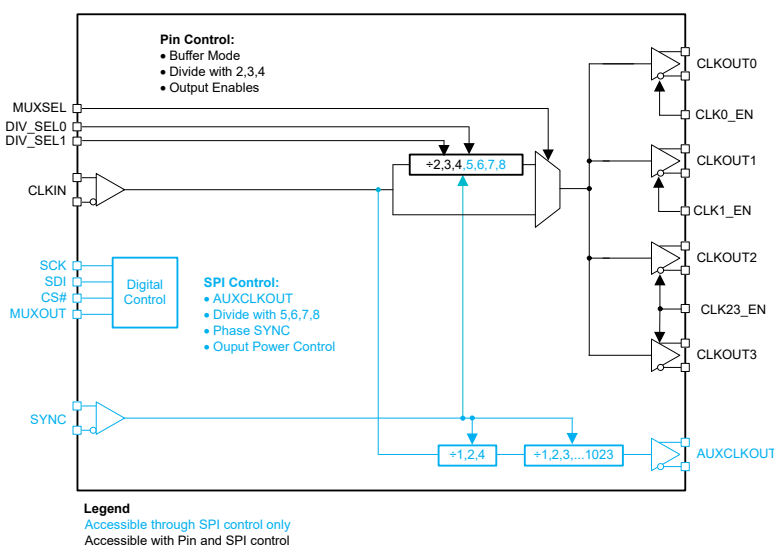 Pin Control:
• Buffer Mode
• Divide with 2,3,4
• Output Enables
MUXSEL
DIV_SEL0
DIV_SEL1
CLKIN
÷2,3,4,5,6,7,8
CLKOUT0
CLK0_EN
CLKOUT1
CLK1_EN
CLKOUT2
CLK23_EN
CLKOUT3
SCK
SDI
CS#
MUXOUT
Digital
Control
SPI Control:
• AUXCLKOUT
• Divide with 5,6,7,8
• Phase SYNC
• Ouput Power Control
SYNC
÷1,2,4
÷1,2,3,...1023
AUXCLKOUT
Legend
Accessible through SPI control only
Accessible with Pin and SPI control